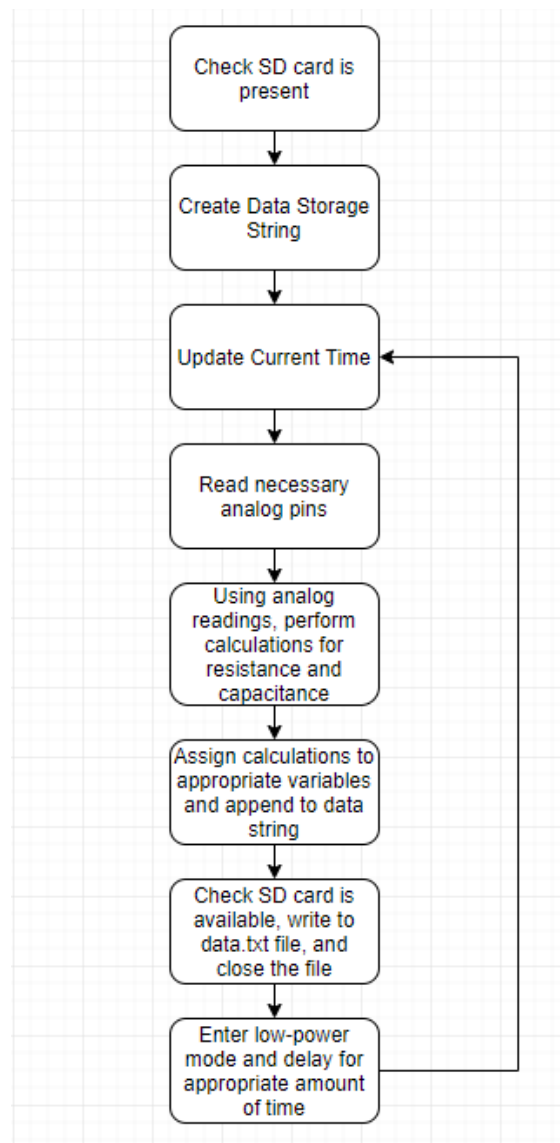 Check SD card is
present
Create Data Storage
String
Update Current Time
Read necessary
analog pins
Using analog
readings, perform
calculations for
resistance and
capacitance
Assign calculations to
appropriate variables
and append to data
string
Check SD card is
available, write to
data.txt file, and
close the file
Enter low-power
mode and delay for
appropriate amount
of time